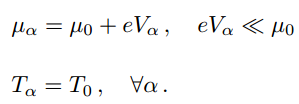 μ_α = μ_0 + eV_α ,    eV_α ≪ μ_0
T_α = T_0 ,    ∀α .